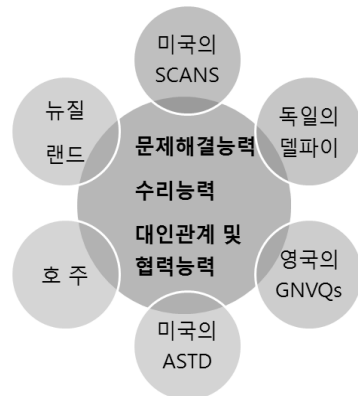 미국의
SCANS
뉴질
랜드
독일의
델파이
문제해결능력
수리능력
대인관계 및
협력능력
호 주
영국의
GNVQs
미국의
ASTD